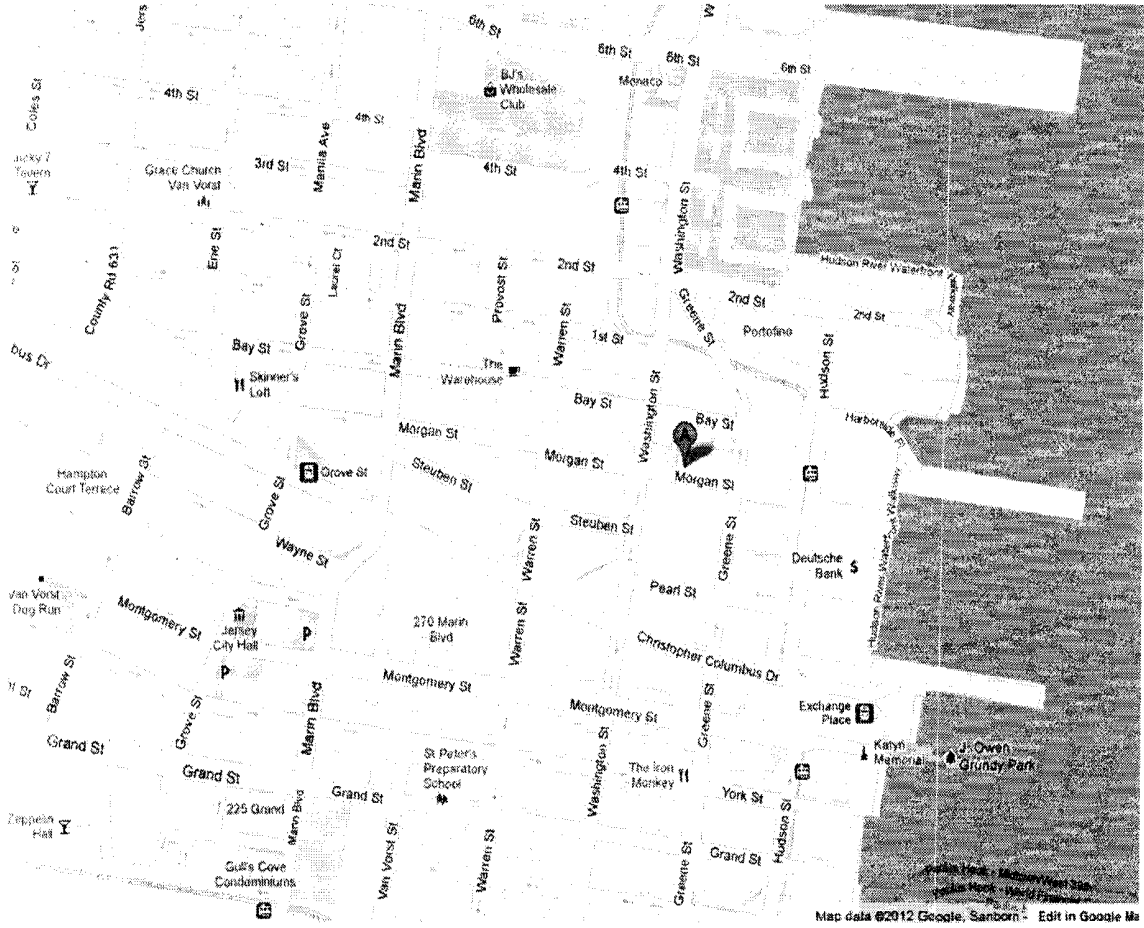 Jers
6th St
6th St
6th St
6th St
W
BJ's
Wholesale
Club
Monaco
4th St
4th St
4th St
4th St
Coles St
Manila Ave
Marin Blvd
3rd St
Tavern
Grace Church
Van Vorst
Washington St
Erie St
2nd St
Laurel Ct
2nd St
Provost St
Hudson River Waterfront
County Rd 631
Grove St
Marin Blvd
Warren St
1st St
Greene St
2nd St
Portofino
2nd St
Hudson St
bus Dr
Bay St
Skinner's
Loft
The
Warehouse
Bay St
Washington St
Bay St
A
Harborside Pl
Morgan St
Morgan St
Morgan St
Steuben St
Steuben St
Hampton
Court Terrace
Barrow St
Grove St
Grove St
Wayne St
Warren St
Greene St
Deutsche
Bank
$
Hudson River Waterfront Walkway
Pearl St
Van Vorst
Dog Run
Montgomery St
Jersey
City Hall
P
P
270 Marin
Blvd
Warren St
Christopher Columbus Dr
Montgomery St
Montgomery St
Greene St
Exchange
Place
Barrow St
Grove St
Marin Blvd
Grand St
Grand St
Grand St
St Peter's
Preparatory
School
Washington St
The Iron
Monkey
Katyn
Memorial
J. Owen
Grundy Park
York St
Hudson St
225 Grand
Marin Blvd
Zeppelin
Hall
Gull's Cove
Condominiums
Van Vorst St
Warren St
Greene St
Grand St
Map data ©2012 Google, Sanborn - Edit in Google Ma